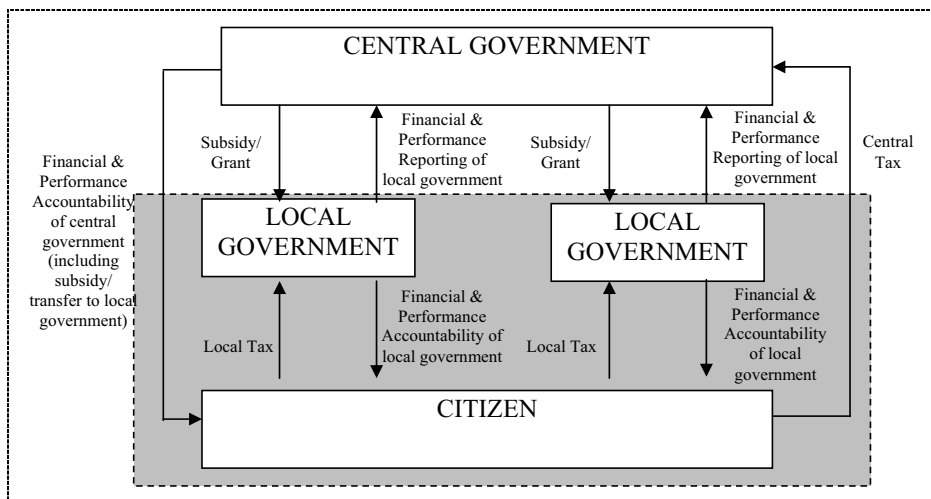 CENTRAL GOVERNMENT
Subsidy/
Grant
Financial &
Performance
Reporting of
local government
Subsidy/
Grant
Financial &
Performance
Reporting of local
government
Central
Tax
Financial &
Performance
Accountability
of central
government
(including
subsidy/
transfer to local
government)
LOCAL
GOVERNMENT
LOCAL
GOVERNMENT
Local Tax
Financial &
Performance
Accountability of
local government
Local Tax
Financial &
Performance
Accountability
of local
government
CITIZEN